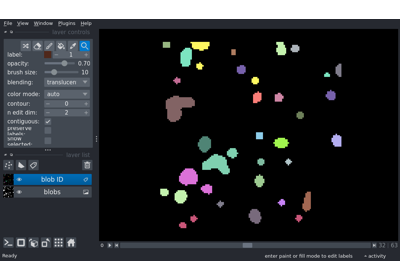 File View Window Plugins Help
layer controls
label: 1
opacity: 0.70
brush size: 10
blending: translucen
color mode: auto
contour: 0
n edit dim: 2
contiguous:
preserve labels:
show selected:
layer list
blob ID
blobs
0 32 63
Ready enter paint or fill mode to edit labels activity